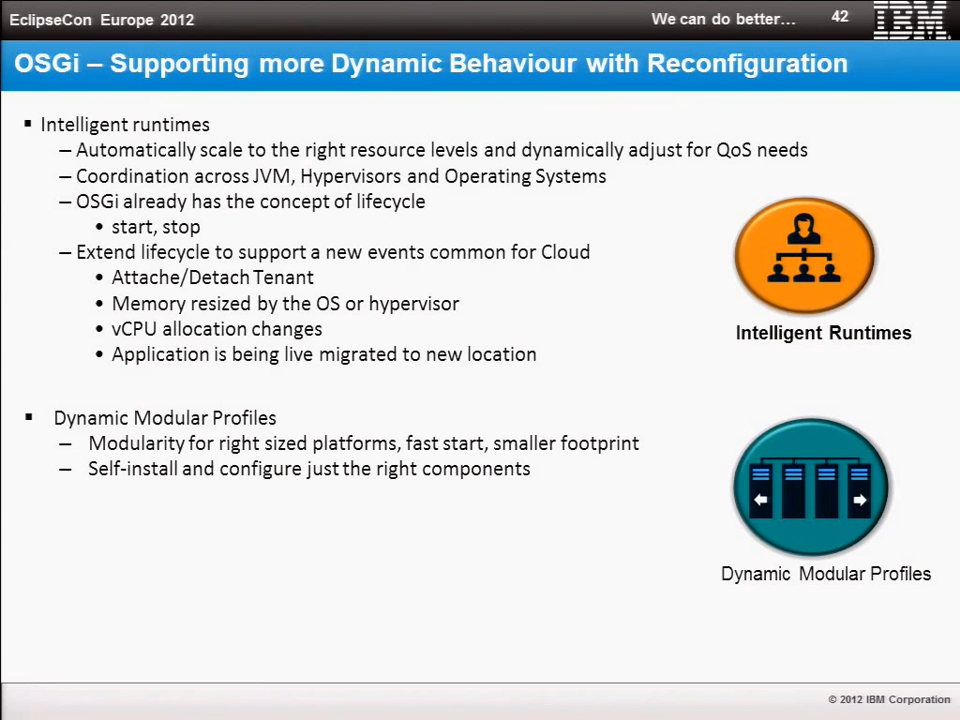 EclipseCon Europe 2012
We can do better…
42
IBM
OSGi – Supporting more Dynamic Behaviour with Reconfiguration
▪ Intelligent runtimes
– Automatically scale to the right resource levels and dynamically adjust for QoS needs
– Coordination across JVM, Hypervisors and Operating Systems
– OSGi already has the concept of lifecycle
• start, stop
– Extend lifecycle to support a new events common for Cloud
• Attache/Detach Tenant
• Memory resized by the OS or hypervisor
• vCPU allocation changes
• Application is being live migrated to new location
Intelligent Runtimes
▪ Dynamic Modular Profiles
– Modularity for right sized platforms, fast start, smaller footprint
– Self-install and configure just the right components
Dynamic Modular Profiles
© 2012 IBM Corporation